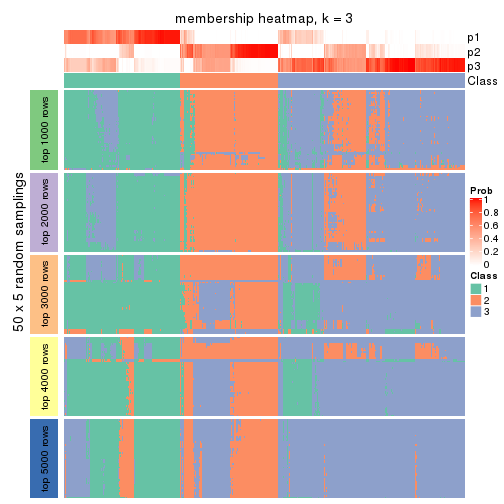 membership heatmap, k = 3
p1
p2
p3
Class
50 x 5 random samplings
top 1000 rows
top 2000 rows
top 3000 rows
top 4000 rows
top 5000 rows
Prob
1
0.8
0.6
0.4
0.2
0
Class
1
2
3